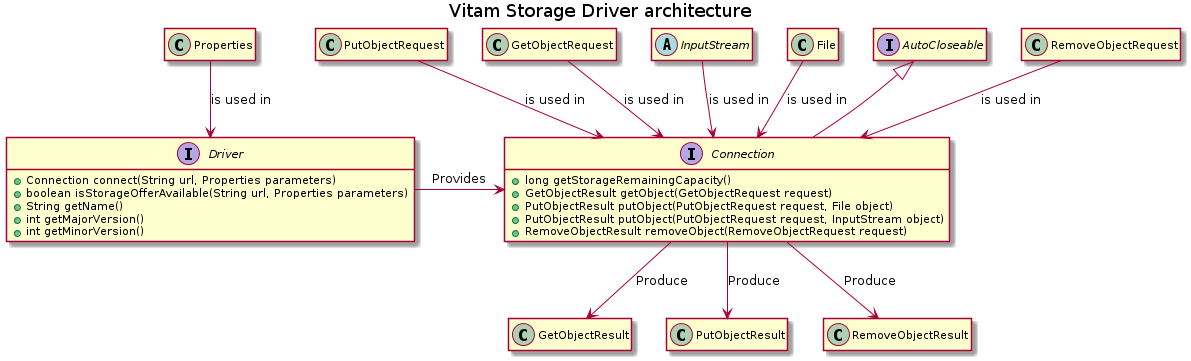 Vitam Storage Driver architecture
C Properties
C PutObjectRequest
C GetObjectRequest
A InputStream
C File
I AutoCloseable
C RemoveObjectRequest
is used in
is used in
is used in
is used in
is used in
is used in
I Driver
Connection connect(String url, Properties parameters)
boolean isStorageOfferAvailable(String url, Properties parameters)
String getName()
int getMajorVersion()
int getMinorVersion()
Provides
I Connection
long getStorageRemainingCapacity()
GetObjectResult getObject(GetObjectRequest request)
PutObjectResult putObject(PutObjectRequest request, File object)
PutObjectResult putObject(PutObjectRequest request, InputStream object)
RemoveObjectResult removeObject(RemoveObjectRequest request)
Produce
Produce
Produce
C GetObjectResult
C PutObjectResult
C RemoveObjectResult